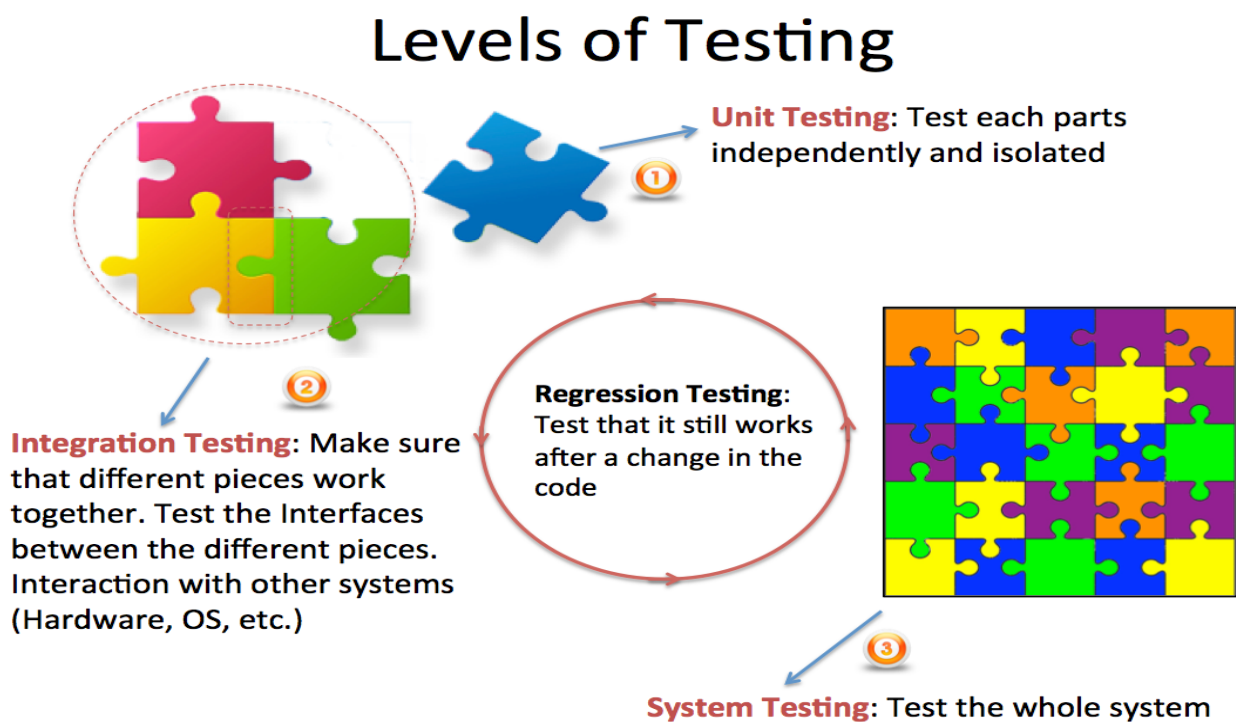 Levels of Testing
Unit Testing: Test each parts
independently and isolated
1
2
Integration Testing: Make sure
that different pieces work
together. Test the Interfaces
between the different pieces.
Interaction with other systems
(Hardware, OS, etc.)
Regression Testing:
Test that it still works
after a change in the
code
3
System Testing: Test the whole system